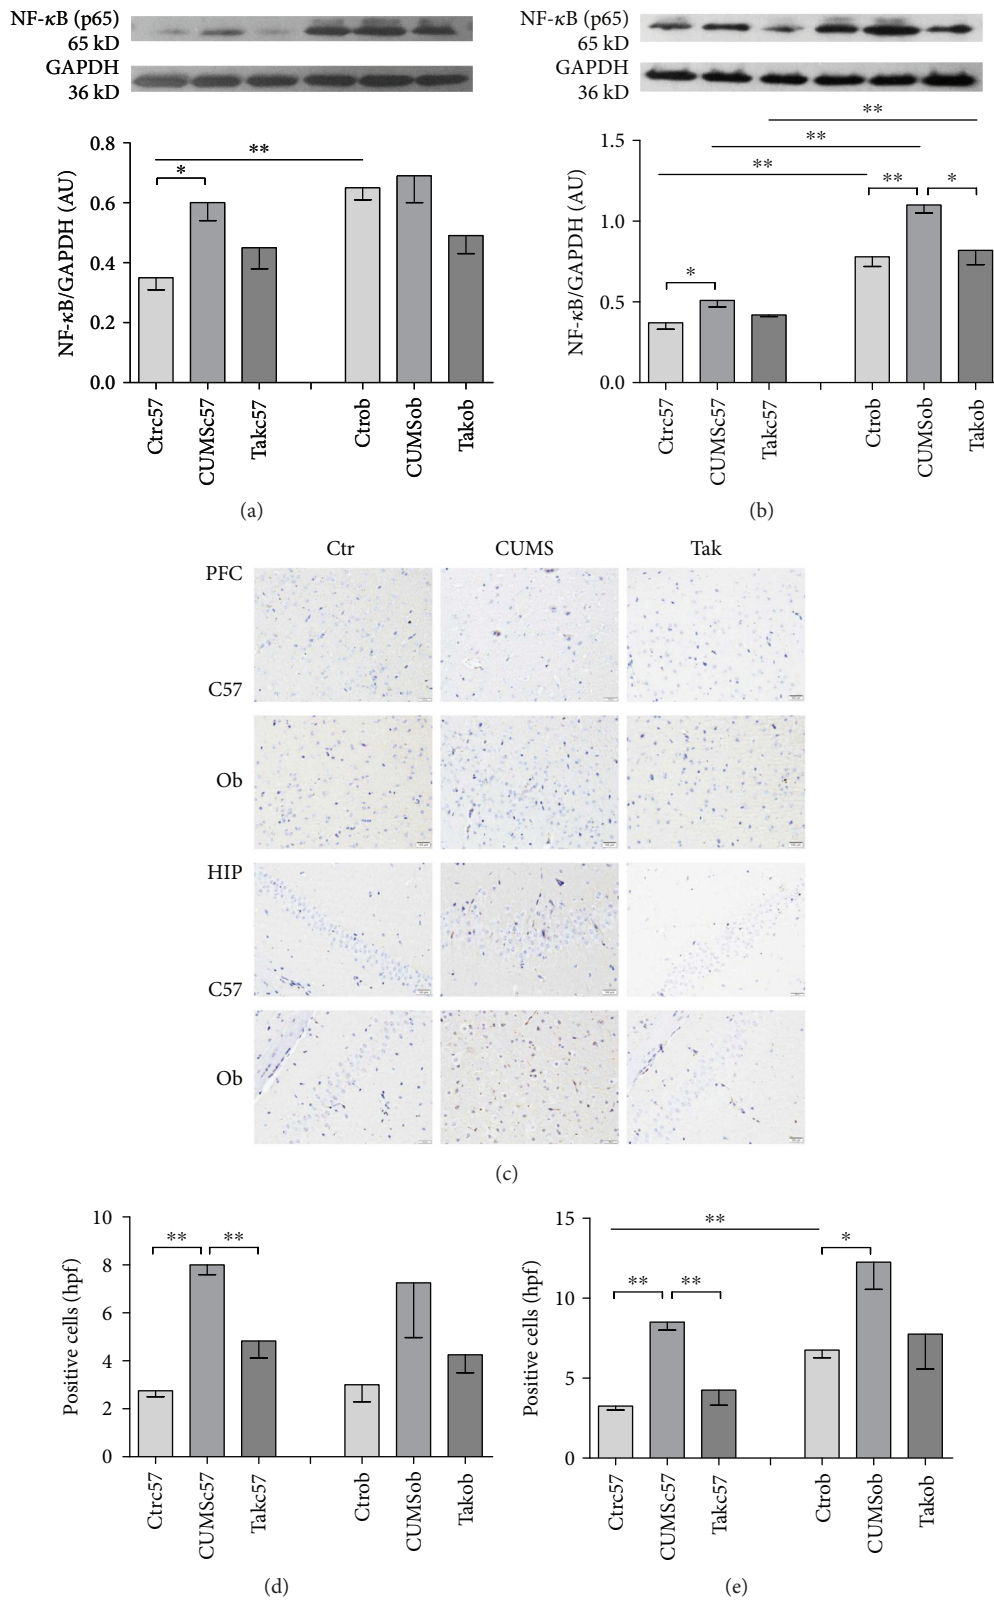 NF-κB (p65)
65 kD
GAPDH
36 kD
NF-κB/GAPDH (AU)
0.8
0.6
0.4
0.2
0.0
**
*
Ctrc57
CUMSc57
Takc57
Ctrob
CUMSob
Takob
(a)
NF-κB (p65)
65 kD
GAPDH
36 kD
NF-κB/GAPDH (AU)
1.5
1.0
0.5
0.0
**
**
**
**
*
*
Ctrc57
CUMSc57
Takc57
Ctrob
CUMSob
Takob
(b)
Ctr
CUMS
Tak
PFC
C57
Ob
HIP
C57
Ob
(c)
Positive cells (hpf)
10
8
6
4
2
0
**
**
Ctrc57
CUMSc57
Takc57
Ctrob
CUMSob
Takob
(d)
Positive cells (hpf)
15
10
5
0
**
*
**
**
Ctrc57
CUMSc57
Takc57
Ctrob
CUMSob
Takob
(e)